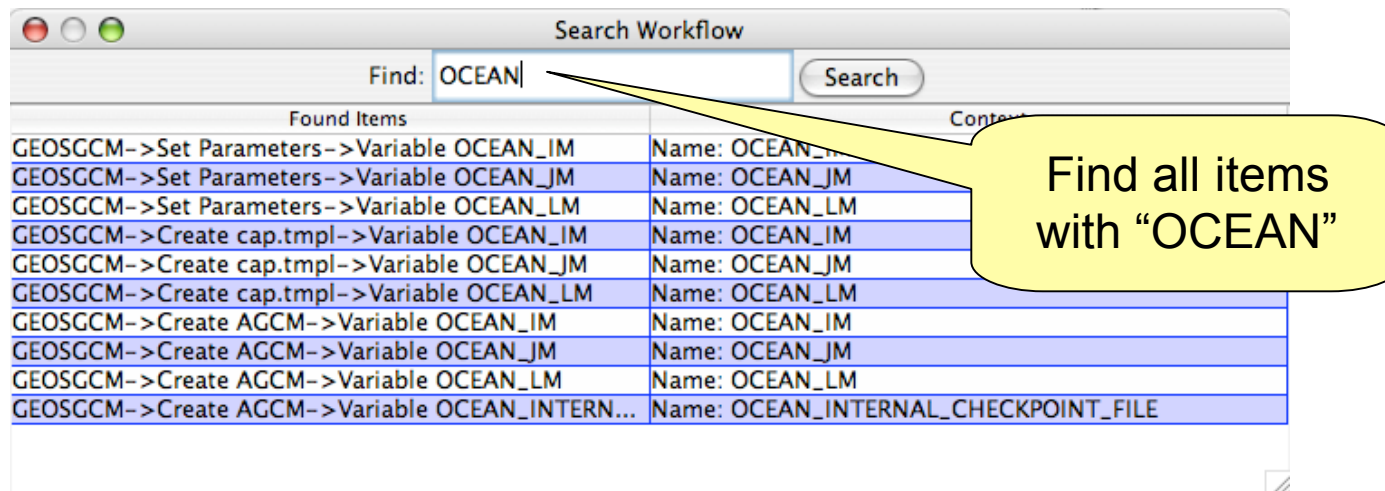 Search Workflow
Find: OCEAN Search
Found Items Context
GEOSGCM->Set Parameters->Variable OCEAN_IM Name: OCEAN_IM
GEOSGCM->Set Parameters->Variable OCEAN_JM Name: OCEAN_JM
GEOSGCM->Set Parameters->Variable OCEAN_LM Name: OCEAN_LM
GEOSGCM->Create cap.tmpl->Variable OCEAN_IM Name: OCEAN_IM
GEOSGCM->Create cap.tmpl->Variable OCEAN_JM Name: OCEAN_JM
GEOSGCM->Create cap.tmpl->Variable OCEAN_LM Name: OCEAN_LM
GEOSGCM->Create AGCM->Variable OCEAN_IM Name: OCEAN_IM
GEOSGCM->Create AGCM->Variable OCEAN_JM Name: OCEAN_JM
GEOSGCM->Create AGCM->Variable OCEAN_LM Name: OCEAN_LM
GEOSGCM->Create AGCM->Variable OCEAN_INTERN... Name: OCEAN_INTERNAL_CHECKPOINT_FILE
Find all items
with “OCEAN”